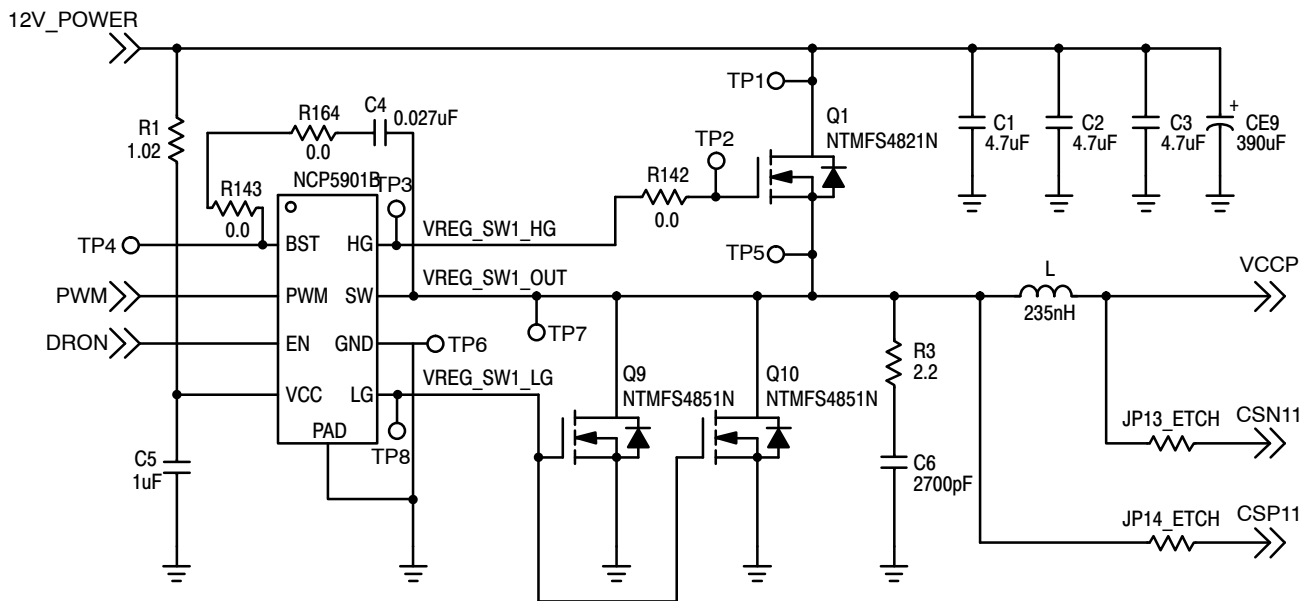 12V_POWER
TP1
R164
0.0
C4
0.027uF
R1
1.02
Q1
NTMFS4821N
C1
4.7uF
C2
4.7uF
C3
4.7uF
+
CE9
390uF
R143
0.0
NCP5901B
TP3
TP2
R142
0.0
TP4
BST
HG
VREG_SW1_HG
TP5
PWM
PWM
SW
VREG_SW1_OUT
L
235nH
VCCP
DRON
EN
GND
TP6
TP7
R3
2.2
VCC
LG
VREG_SW1_LG
Q9
NTMFS4851N
Q10
NTMFS4851N
PAD
TP8
JP13_ETCH
CSN11
C5
1uF
C6
2700pF
JP14_ETCH
CSP11